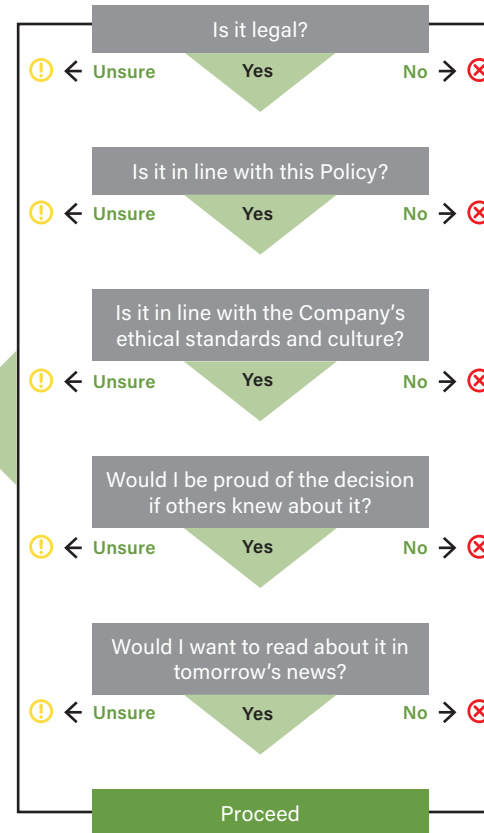 Is it legal?
Unsure Yes No
Is it in line with this Policy?
Unsure Yes No
Is it in line with the Company's
ethical standards and culture?
Unsure Yes No
Would I be proud of the decision
if others knew about it?
Unsure Yes No
Would I want to read about it in
tomorrow's news?
Unsure Yes No
Proceed